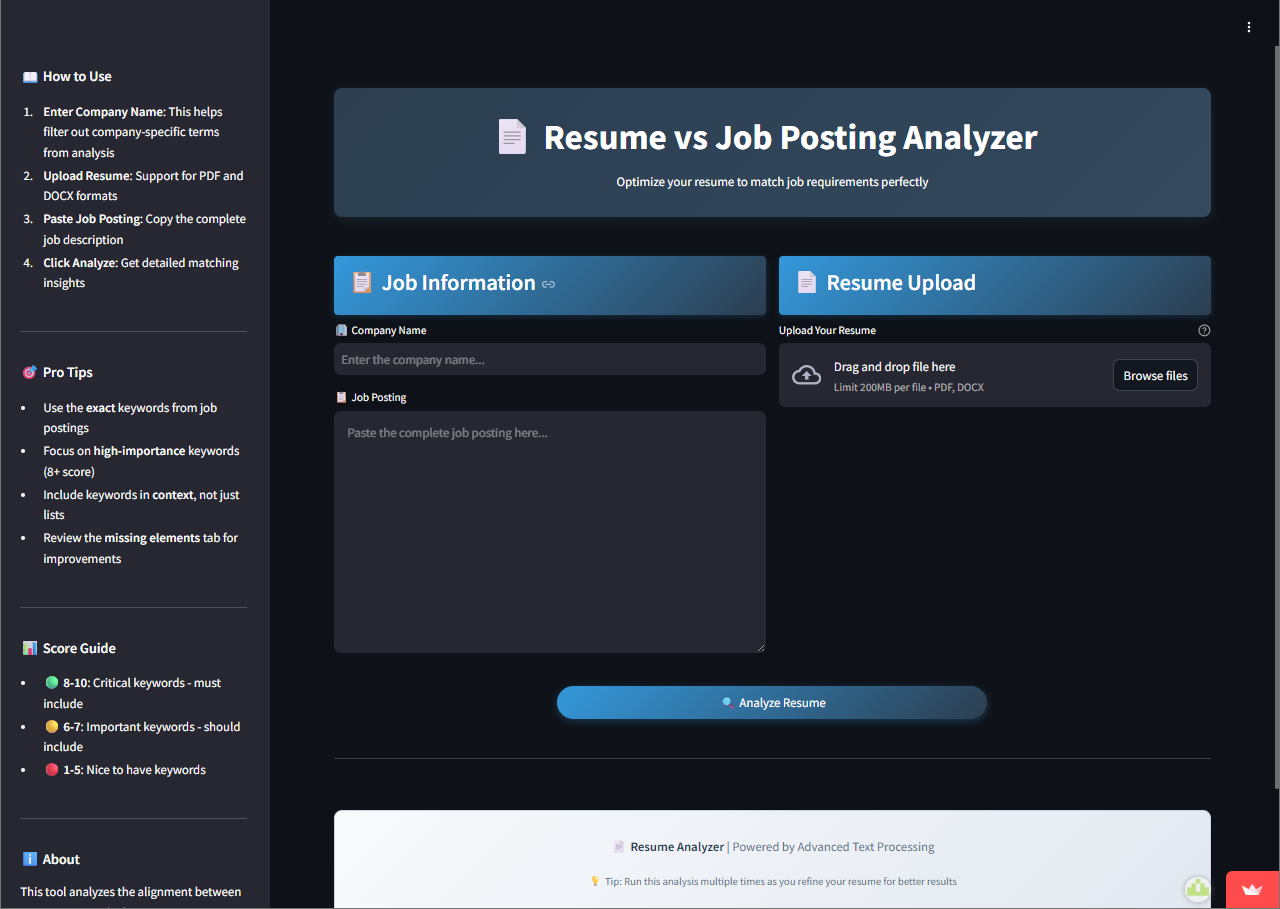 How to Use
1. Enter Company Name: This helps
filter out company-specific terms
from analysis
2. Upload Resume: Support for PDF and
DOCX formats
3. Paste Job Posting: Copy the complete
job description
4. Click Analyze: Get detailed matching
insights
Pro Tips
• Use the exact keywords from job
postings
• Focus on high-importance keywords
(8+ score)
• Include keywords in context, not just
lists
• Review the missing elements tab for
improvements
Score Guide
• 8-10: Critical keywords - must
include
• 6-7: Important keywords - should
include
• 1-5: Nice to have keywords
About
This tool analyzes the alignment between
Resume vs Job Posting Analyzer
Optimize your resume to match job requirements perfectly
Job Information
Company Name
Enter the company name...
Job Posting
Paste the complete job posting here...
Resume Upload
Upload Your Resume
Drag and drop file here
Limit 200MB per file • PDF, DOCX
Browse files
Analyze Resume
Resume Analyzer | Powered by Advanced Text Processing
Tip: Run this analysis multiple times as you refine your resume for better results